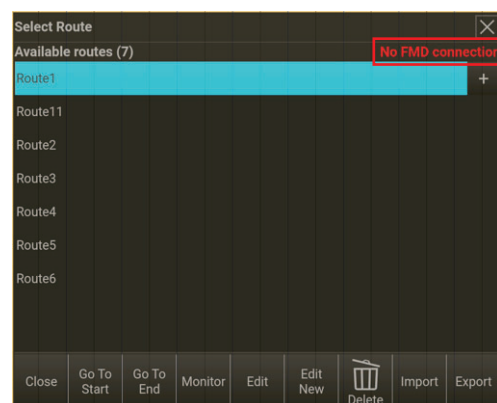 Select Route
Available routes (7)
No FMD connection
Route1
+
Route11
Route2
Route3
Route4
Route5
Route6
Close
Go To
Start
Go To
End
Monitor
Edit
Edit
New
Delete
Import
Export